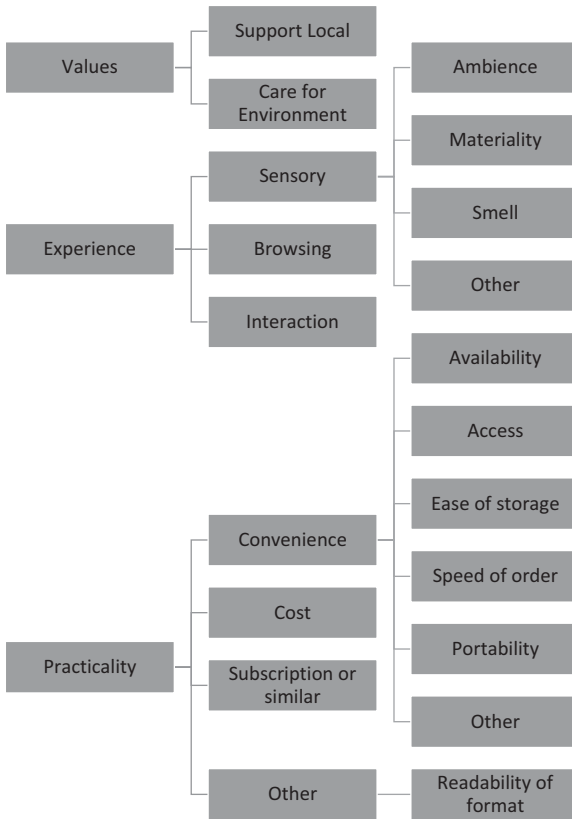 Values
Support Local
Care for
Environment
Experience
Sensory
Ambience
Materiality
Smell
Other
Browsing
Interaction
Practicality
Convenience
Availability
Access
Ease of storage
Speed of order
Portability
Other
Cost
Subscription or
similar
Other
Readability of
format